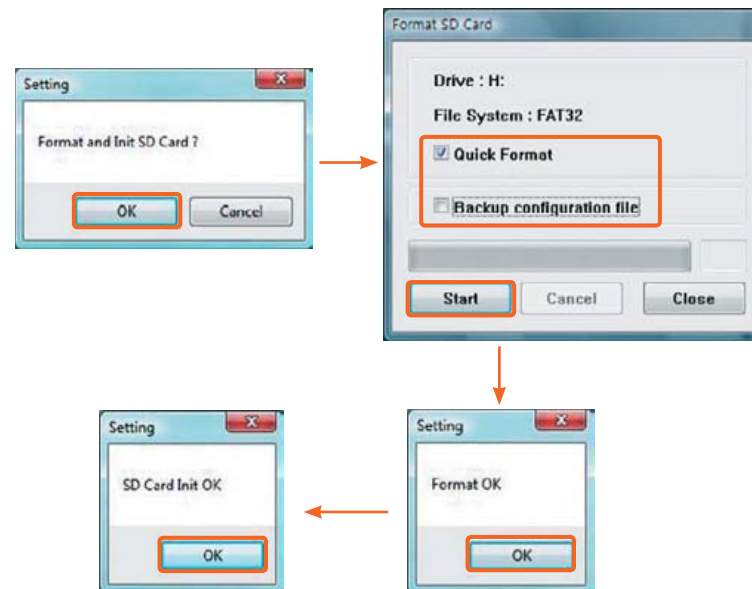 Setting
Format and Init SD Card ?
OK
Cancel
Format SD Card
Drive : H:
File System : FAT32
Quick Format
Backup configuration file
Start
Cancel
Close
Setting
Format OK
OK
Setting
SD Card Init OK
OK